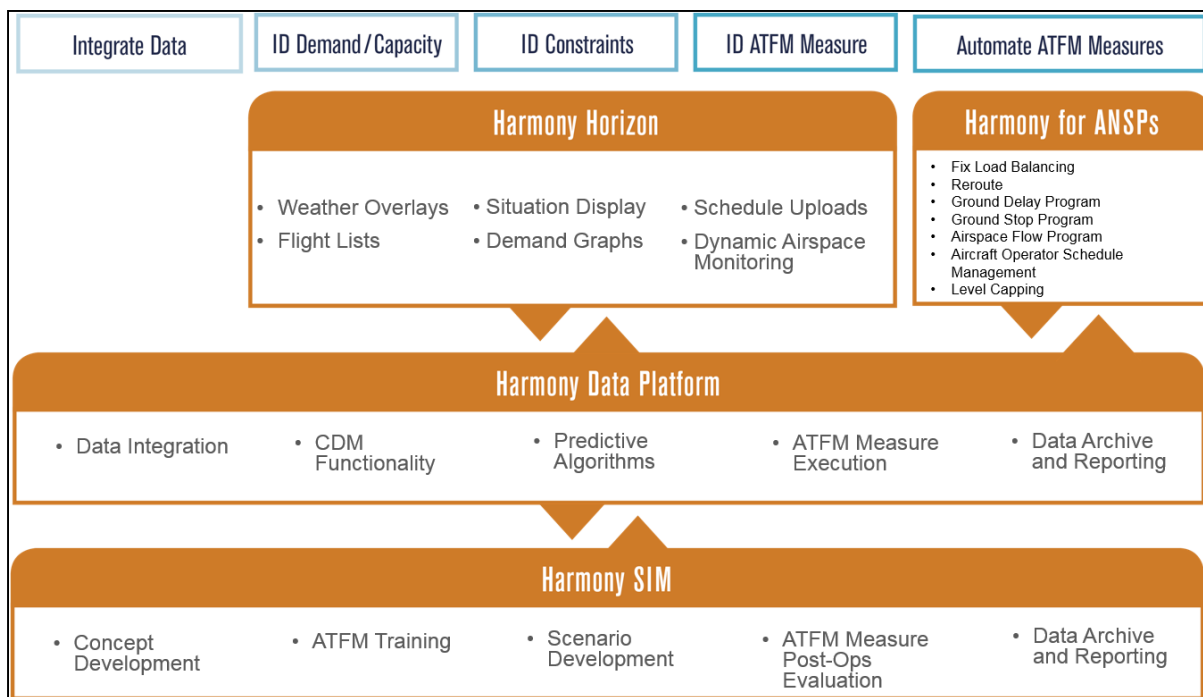 Integrate Data
ID Demand/Capacity
ID Constraints
ID ATFM Measure
Automate ATFM Measures
Harmony Horizon
• Weather Overlays
• Flight Lists
• Situation Display
• Demand Graphs
• Schedule Uploads
• Dynamic Airspace
Monitoring
Harmony for ANSPs
• Fix Load Balancing
• Reroute
• Ground Delay Program
• Ground Stop Program
• Airspace Flow Program
• Aircraft Operator Schedule
Management
• Level Capping
Harmony Data Platform
• Data Integration
• CDM
Functionality
• Predictive
Algorithms
• ATFM Measure
Execution
• Data Archive
and Reporting
Harmony SIM
• Concept
Development
• ATFM Training
• Scenario
Development
• ATFM Measure
Post-Ops
Evaluation
• Data Archive
and Reporting